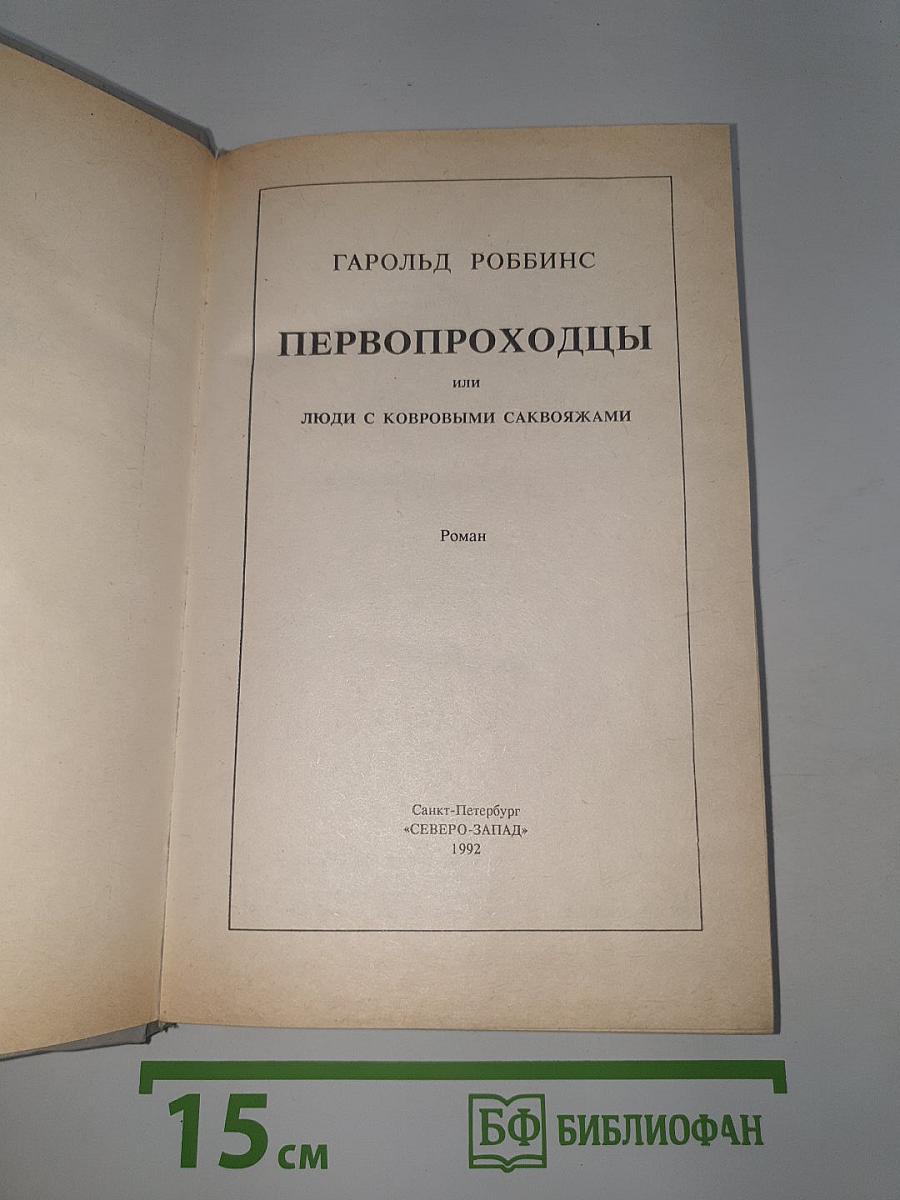 ГАРОЛЬД РОББИНС
ПЕРВОПРОХОДЦЫ
или
ЛЮДИ С КОВРОВЫМИ САКВОЯЖАМИ
Роман
Санкт-Петербург
«СЕВЕРО-ЗАПАД»
1992
15 см
БФ БИБЛИОФАН